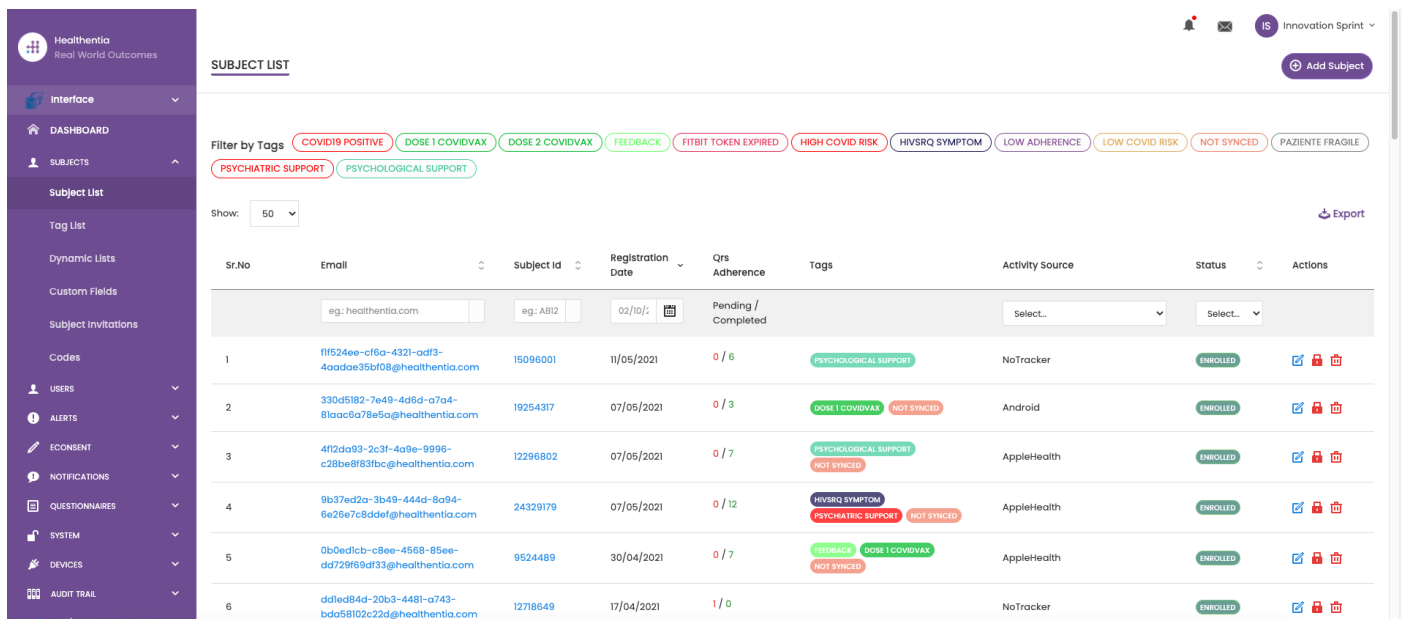 Healthentia
Real World Outcomes
Interface
DASHBOARD
SUBJECTS
Subject List
Tag List
Dynamic Lists
Custom Fields
Subject Invitations
Codes
USERS
ALERTS
ECONSENT
NOTIFICATIONS
QUESTIONNAIRES
SYSTEM
DEVICES
AUDIT TRAIL
IS Innovation Sprint
SUBJECT LIST
Add Subject
Filter by Tags COVID19 POSITIVE DOSE 1 COVIDVAX DOSE 2 COVIDVAX FEEDBACK FITBIT TOKEN EXPIRED HIGH COVID RISK HIVSRQ SYMPTOM LOW ADHERENCE LOW COVID RISK NOT SYNCED PAZIENTE FRAGILE
PSYCHIATRIC SUPPORT PSYCHOLOGICAL SUPPORT
Show: 50
Export
Sr.No Email Subject Id Registration Date Qrs Adherence Tags Activity Source Status Actions
eg.: healthentia.com eg.: AB12 02/10/2 Pending / Completed Select... Select...
1 f1f524ee-cf6a-4321-adf3- 15096001 11/05/2021 0 / 6 PSYCHOLOGICAL SUPPORT NoTracker ENROLLED
4aadae35bf08@healthentia.com
2 330d5182-7e49-4d6d-a7a4- 19254317 07/05/2021 0 / 3 DOSE 1 COVIDVAX NOT SYNCED Android ENROLLED
81aac6a78e5a@healthentia.com
3 4f12da93-2c3f-4a9e-9996- 12296802 07/05/2021 0 / 7 PSYCHOLOGICAL SUPPORT AppleHealth ENROLLED
c28be8f83fbc@healthentia.com NOT SYNCED
4 9b37ed2a-3b49-444d-8a94- 24329179 07/05/2021 0 / 12 HIVSRQ SYMPTOM AppleHealth ENROLLED
6e26e7c8ddef@healthentia.com PSYCHIATRIC SUPPORT NOT SYNCED
5 0b0ed1cb-c8ee-4568-85ee- 9524489 30/04/2021 0 / 7 FEEDBACK DOSE 1 COVIDVAX AppleHealth ENROLLED
dd729f69df33@healthentia.com NOT SYNCED
6 dd1ed84d-20b3-4481-a743- 12718649 17/04/2021 1 / 0 NoTracker ENROLLED
bda58102c22d@healthentia.com